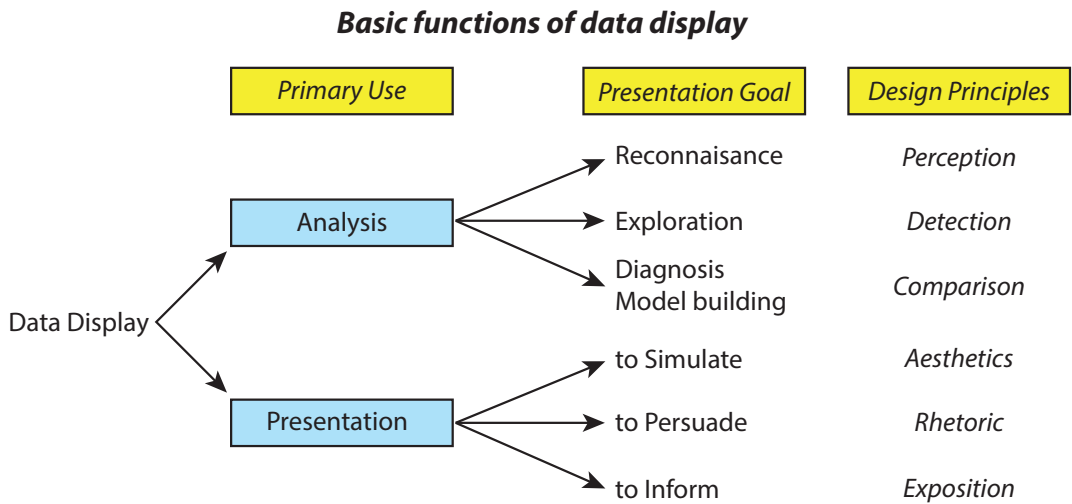 Basic functions of data display
Primary Use
Presentation Goal
Design Principles
Reconnaisance
Perception
Analysis
Exploration
Detection
Diagnosis
Model building
Comparison
Data Display
to Simulate
Aesthetics
Presentation
to Persuade
Rhetoric
to Inform
Exposition